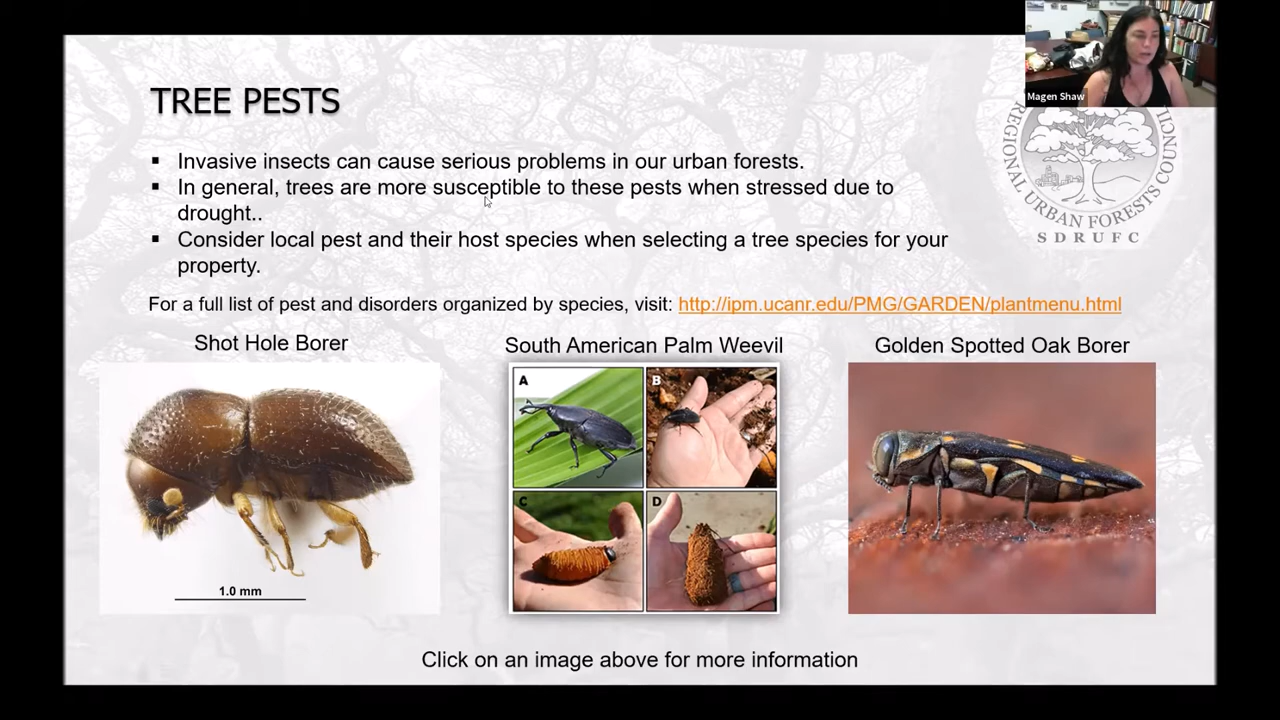 Magen Shaw
TREE PESTS
REGIONAL URBAN FORESTS COUNCIL
SDRUFC
▪ Invasive insects can cause serious problems in our urban forests.
▪ In general, trees are more susceptible to these pests when stressed due to
drought..
▪ Consider local pest and their host species when selecting a tree species for your
property.
For a full list of pest and disorders organized by species, visit: http://ipm.ucanr.edu/PMG/GARDEN/plantmenu.html
Shot Hole Borer
South American Palm Weevil
Golden Spotted Oak Borer
A
B
C
D
1.0 mm
Click on an image above for more information